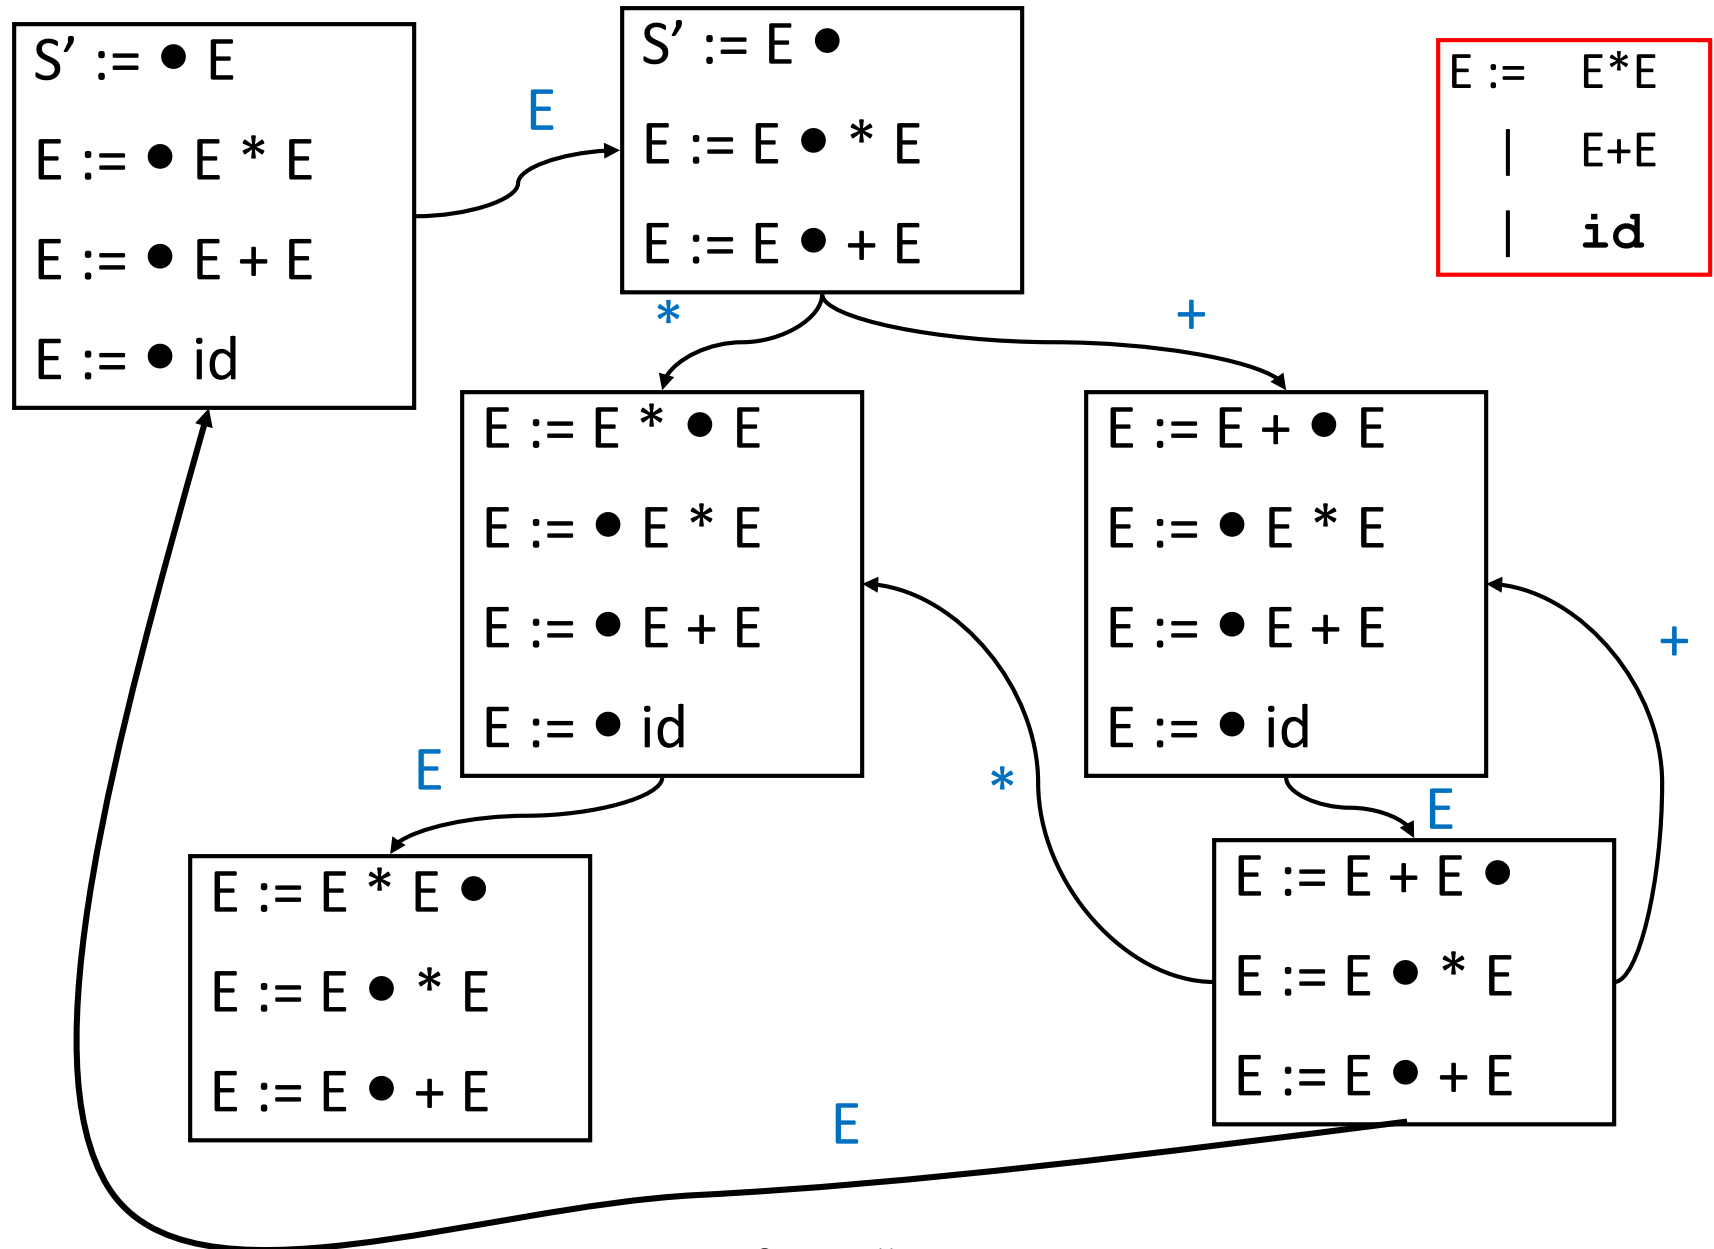 S’ := ● E
E := ● E * E
E := ● E + E
E := ● id
E
S’ := E ●
E := E ● * E
E := E ● + E
E := E*E
| E+E
| id
*
+
E := E * ● E
E := ● E * E
E := ● E + E
E := ● id
E := E + ● E
E := ● E * E
E := ● E + E
E := ● id
+
*
E
E
E := E * E ●
E := E ● * E
E := E ● + E
E := E + E ●
E := E ● * E
E := E ● + E
E